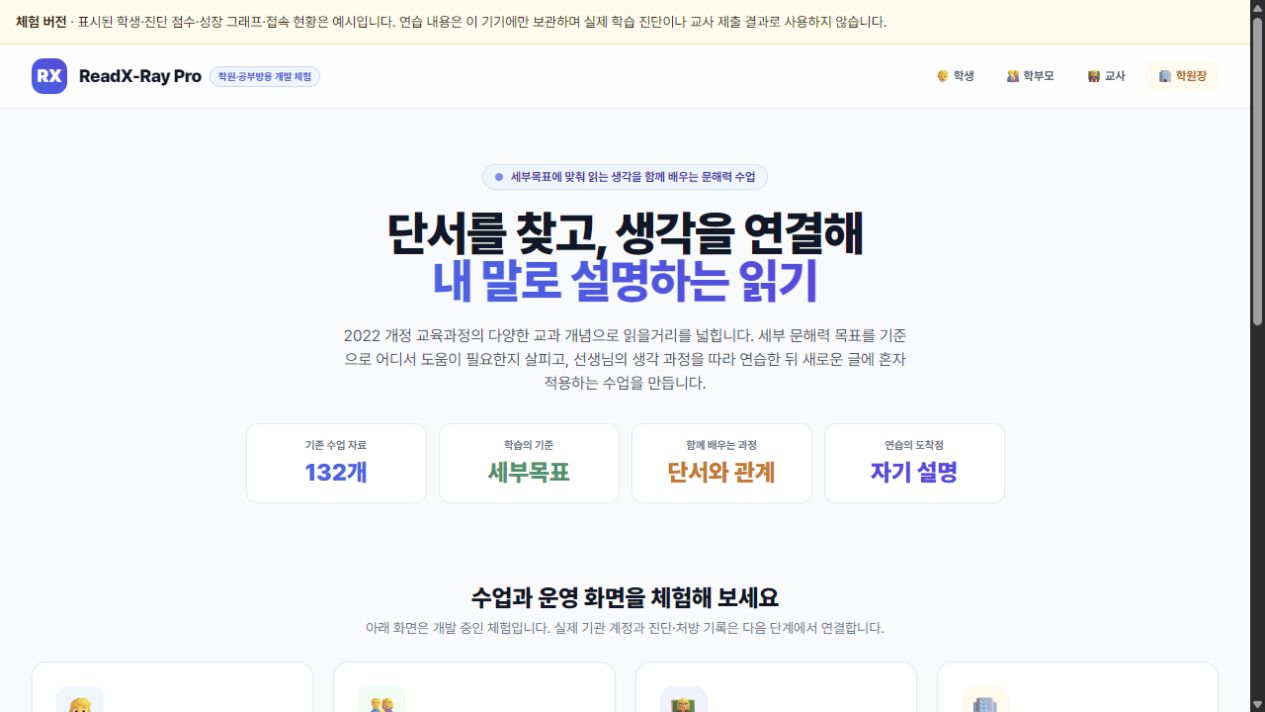 체험 버전 · 표시된 학생·진단 점수·성장 그래프·접속 현황은 예시입니다. 연습 내용은 이 기기에만 보관하며 실제 학습 진단이나 교사 제출 결과로 사용하지 않습니다.
RX ReadX-Ray Pro 학원·공부방용 개발 체험 학생 학부모 교사 학원장
세부목표에 맞춰 읽는 생각을 함께 배우는 문해력 수업
단서를 찾고, 생각을 연결해
내 말로 설명하는 읽기
2022 개정 교육과정의 다양한 교과 개념으로 읽을거리를 넓힙니다. 세부 문해력 목표를 기준
으로 어디서 도움이 필요한지 살피고, 선생님의 생각 과정을 따라 연습한 뒤 새로운 글에 혼자
적용하는 수업을 만듭니다.
기존 수업 자료
132개
학습의 기준
세부목표
함께 배우는 과정
단서와 관계
연습의 도착점
자기 설명
수업과 운영 화면을 체험해 보세요
아래 화면은 개발 중인 체험입니다. 실제 기관 계정과 진단·처방 기록은 다음 단계에서 연결합니다.